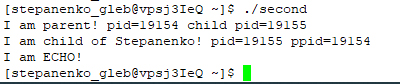 [stepanenko_gleb@vpsj3IeQ ~]$ ./second
I am parent! pid=19154 child pid=19155
I am child of Stepanenko! pid=19155 ppid=19154
I am ECHO!
[stepanenko_gleb@vpsj3IeQ ~]$